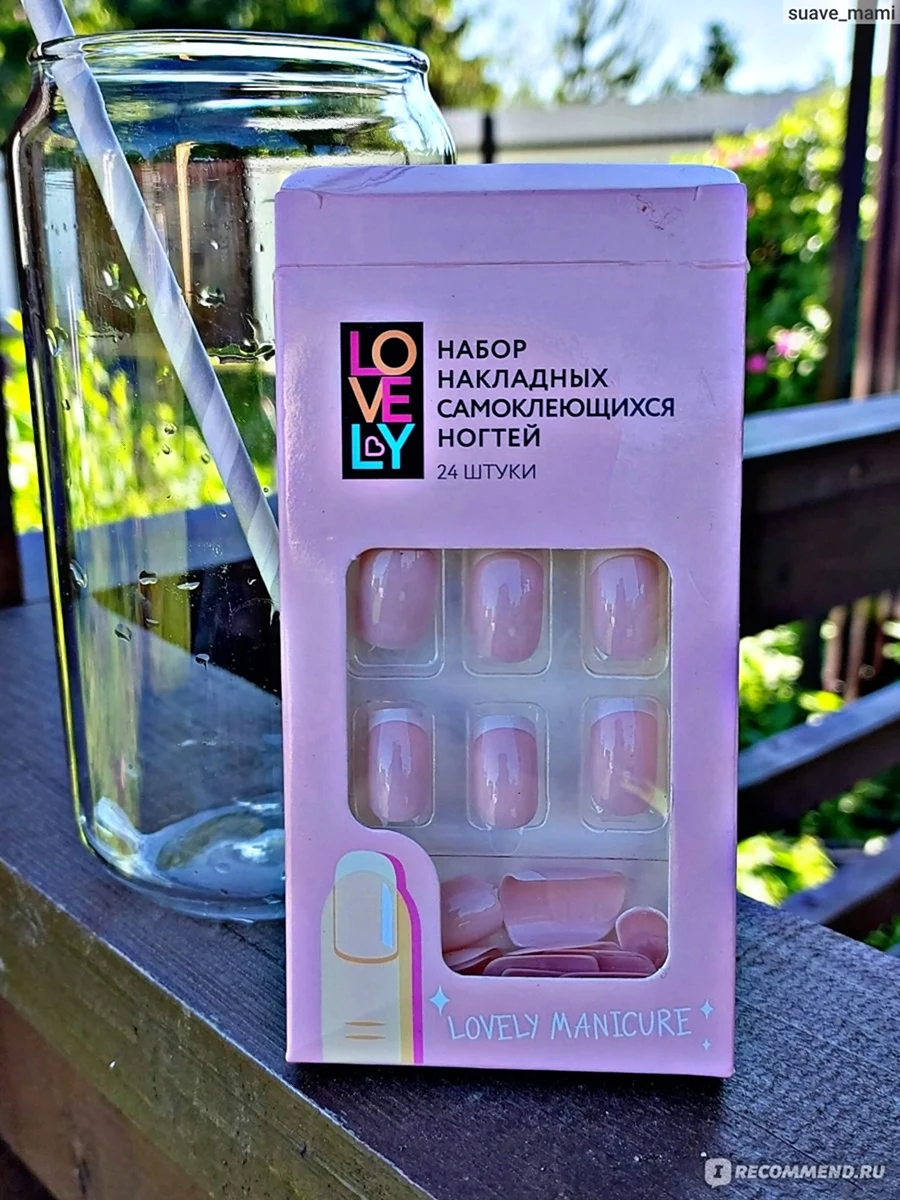 suave_mami
LO
VE
LY
НАБОР
НАКЛАДНЫХ
САМОКЛЕЮЩИХСЯ
НОГТЕЙ
24 ШТУКИ
LOVELY MANICURE
I RECOMMEND.RU